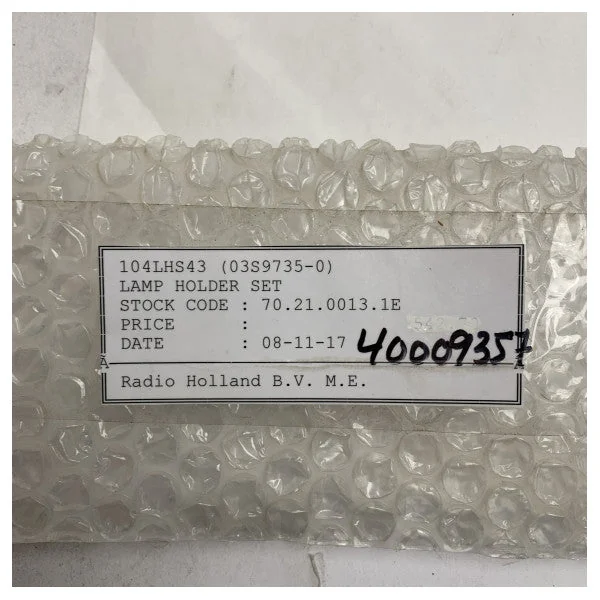 104LHS43 (03S9735-0)
LAMP HOLDER SET
STOCK CODE : 70.21.0013.1E
PRICE :
DATE : 08-11-17 40009357
Radio Holland B.V. M.E.